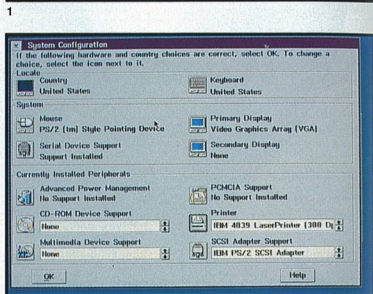 1
System Configuration
If the following hardware and country choices are correct, select OK. To change a
choice, select the icon next to it.
Locale
Country
United States
Keyboard
United States
System
Mouse
PS/2 (tm) Style Pointing Device
Primary Display
Video Graphics Array (VGA)
Serial Device Support
Support Installed
Secondary Display
None
Currently Installed Peripherals
Advanced Power Management
No Support Installed
PCMCIA Support
No Support Installed
CD-ROM Device Support
None
Printer
IBM 4039 LaserPrinter (300 Dp
Multimedia Device Support
None
SCSI Adapter Support
IBM PS/2 SCSI Adapter
OK
Help